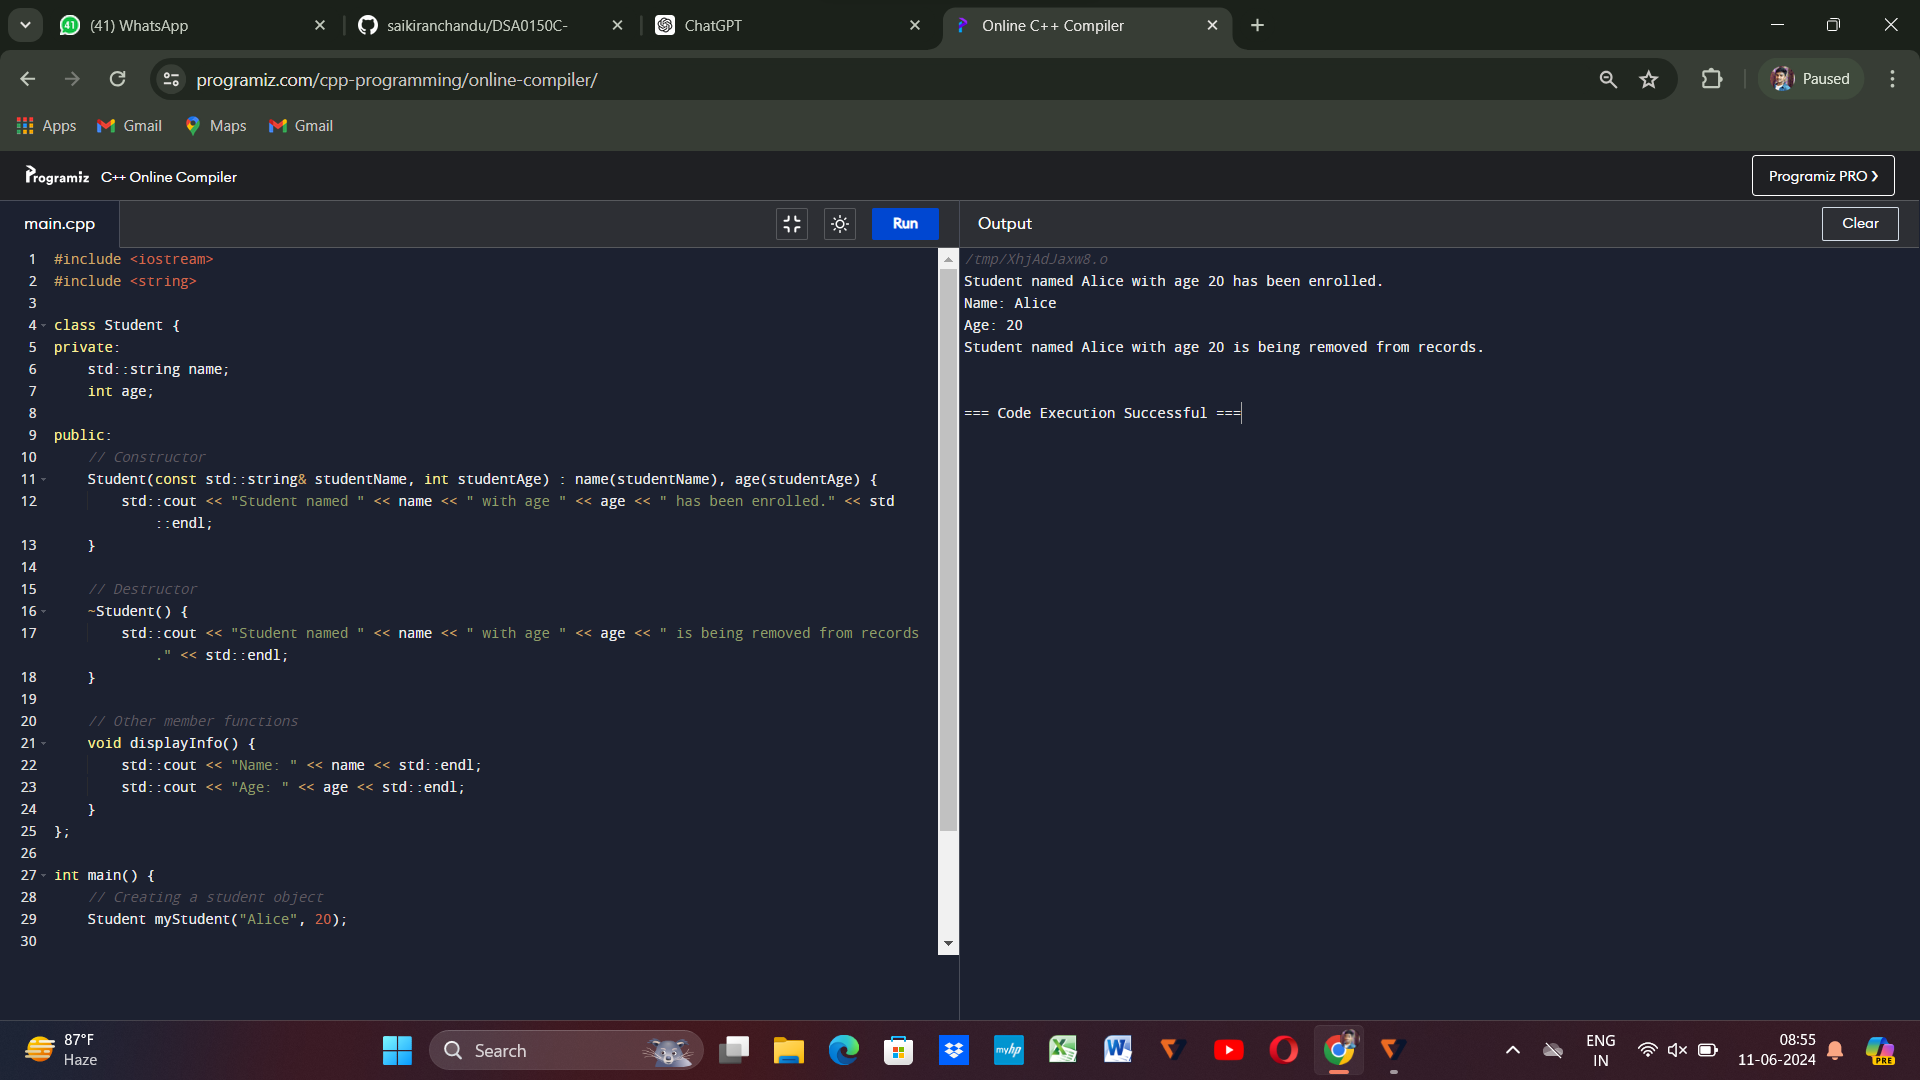 (41) WhatsApp
saikiranchandu/DSA0150C-
ChatGPT
Online C++ Compiler
programiz.com/cpp-programming/online-compiler/
Paused
Apps
Gmail
Maps
Gmail
Programiz C++ Online Compiler
Programiz PRO ›
main.cpp
Run
Output
Clear
1 #include <iostream>
2 #include <string>
3
4 class Student {
5 private:
6     std::string name;
7     int age;
8
9 public:
10     // Constructor
11     Student(const std::string& studentName, int studentAge) : name(studentName), age(studentAge) {
12         std::cout << "Student named " << name << " with age " << age << " has been enrolled." << std
::endl;
13     }
14
15     // Destructor
16     ~Student() {
17         std::cout << "Student named " << name << " with age " << age << " is being removed from records
." << std::endl;
18     }
19
20     // Other member functions
21     void displayInfo() {
22         std::cout << "Name: " << name << std::endl;
23         std::cout << "Age: " << age << std::endl;
24     }
25 };
26
27 int main() {
28     // Creating a student object
29     Student myStudent("Alice", 20);
30
/tmp/XhjAdJaxw8.o
Student named Alice with age 20 has been enrolled.
Name: Alice
Age: 20
Student named Alice with age 20 is being removed from records.
=== Code Execution Successful ===
87°F
Haze
Search
myhp
ENG
IN
08:55
11-06-2024
PRE